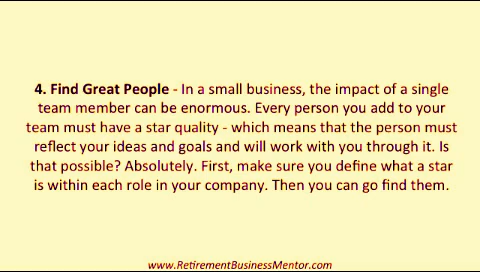 4. Find Great People - In a small business, the impact of a single
team member can be enormous. Every person you add to your
team must have a star quality - which means that the person must
reflect your ideas and goals and will work with you through it. Is
that possible? Absolutely. First, make sure you define what a star
is within each role in your company. Then you can go find them.
www.RetirementBusinessMentor.com